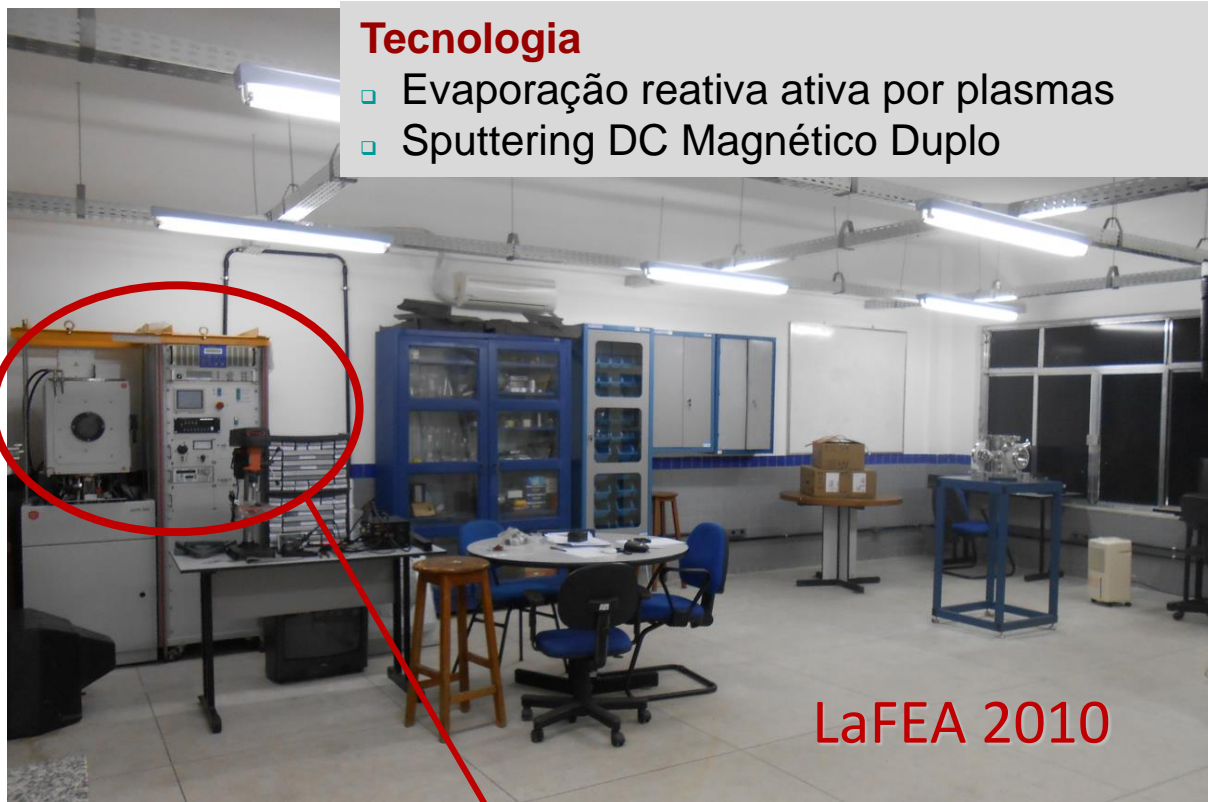 Tecnologia
Evaporação reativa ativa por plasmas
Sputtering DC Magnético Duplo
LaFEA 2010